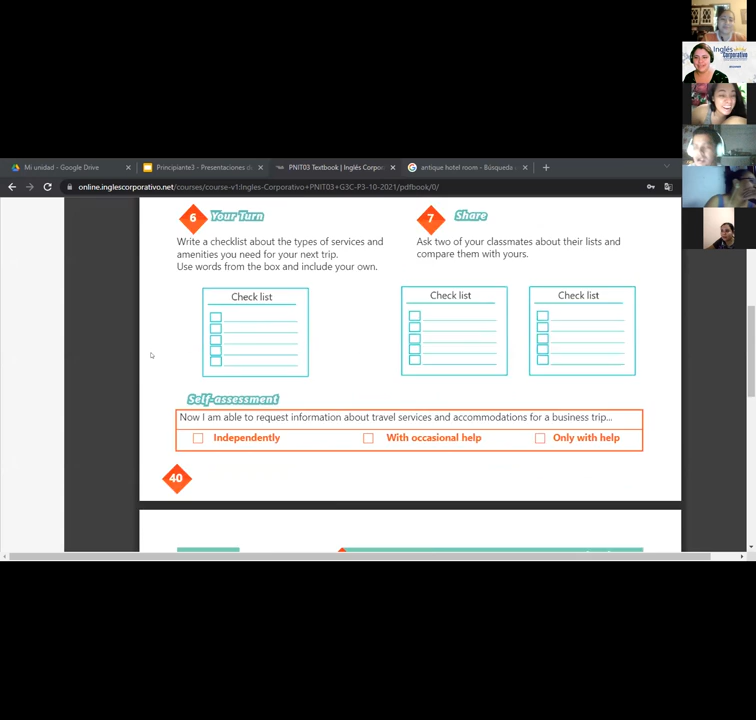 Mi unidad - Google Drive
Principiante3 - Presentaciones d
PNIT03 Textbook | Inglés Corpor
antique hotel room - Búsqueda
online.inglescorporativo.net/courses/course-v1:Ingles-Corporativo+PNIT03+G3C-P3-10-2021/pdfbook/0/
Inglés
Corporativo
6 Your Turn
Write a checklist about the types of services and
amenities you need for your next trip.
Use words from the box and include your own.
Check list
7 Share
Ask two of your classmates about their lists and
compare them with yours.
Check list
Check list
Self-assessment
Now I am able to request information about travel services and accommodations for a business trip...
Independently
With occasional help
Only with help
40